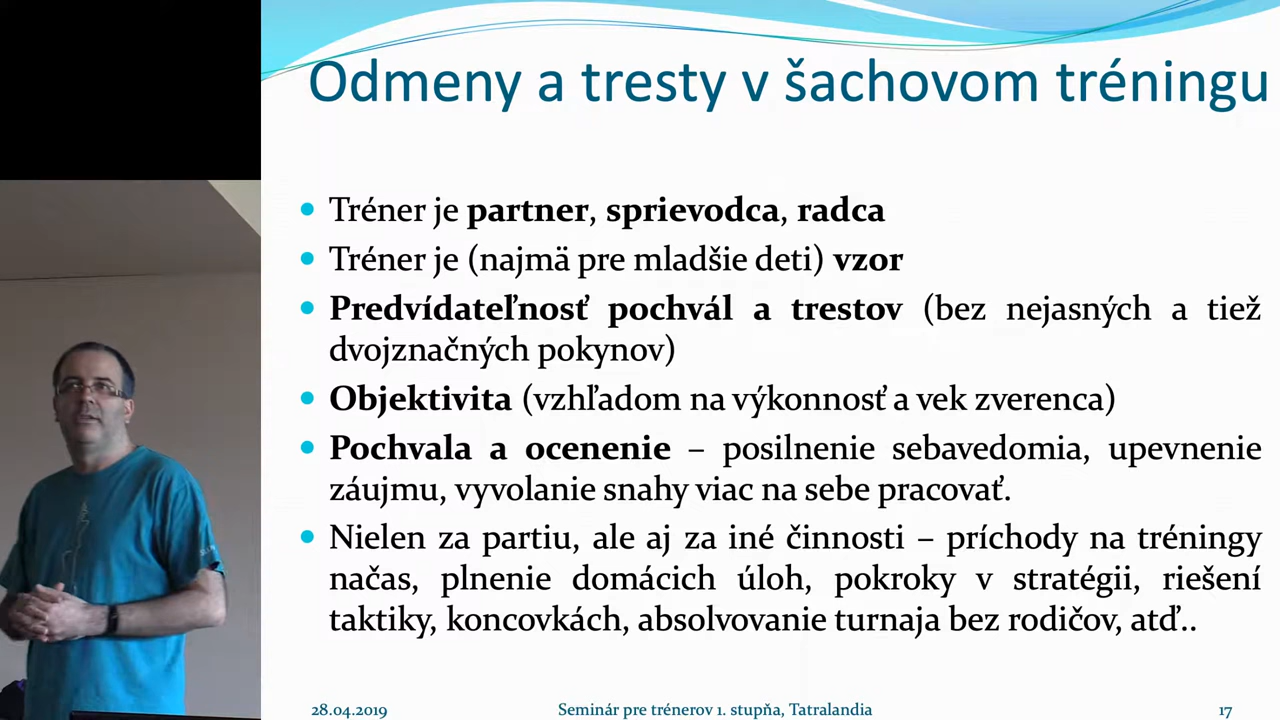 Odmeny a tresty v šachovom tréningu
• Tréner je partner, sprievodca, radca
• Tréner je (najmä pre mladšie deti) vzor
• Predvídateľnosť pochvál a trestov (bez nejasných a tiež
dvojznačných pokynov)
• Objektivita (vzhľadom na výkonnosť a vek zverenca)
• Pochvala a ocenenie – posilnenie sebavedomia, upevnenie
záujmu, vyvolanie snahy viac na sebe pracovať.
• Nielen za partiu, ale aj za iné činnosti – príchody na tréningy
načas, plnenie domácich úloh, pokroky v stratégii, riešení
taktiky, koncovkách, absolvovanie turnaja bez rodičov, atď..
28.04.2019 Seminár pre trénerov 1. stupňa, Tatralandia 17